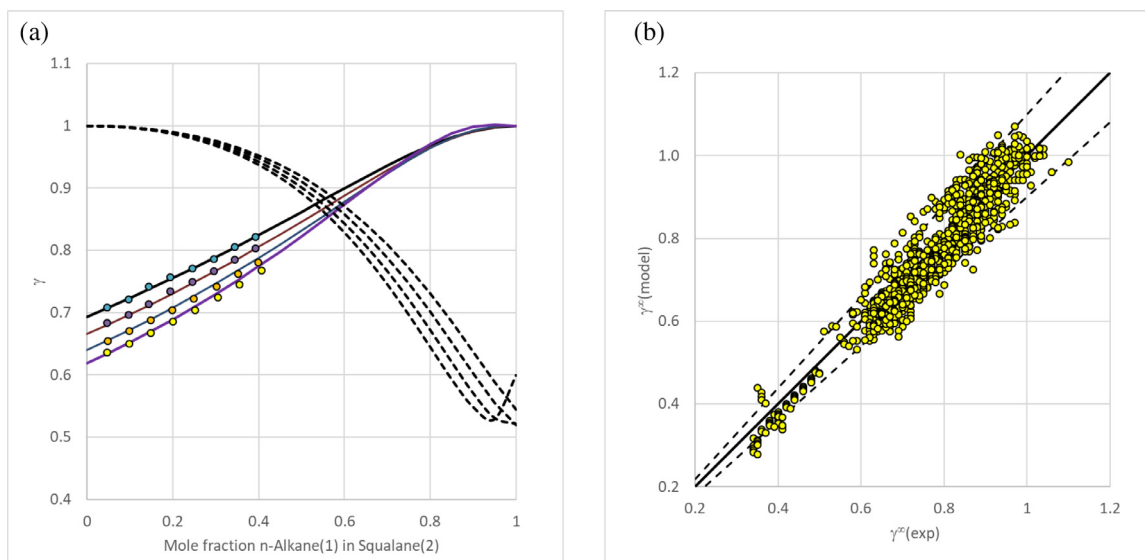 (a)
1.1
1
0.9
0.8
γ
0.7
0.6
0.5
0.4
0 0.2 0.4 0.6 0.8 1
Mole fraction n-Alkane(1) in Squalane(2)
(b)
1.2
1.0
0.8
γ∞(model)
0.6
0.4
0.2
0.2 0.4 0.6 0.8 1 1.2
γ∞(exp)